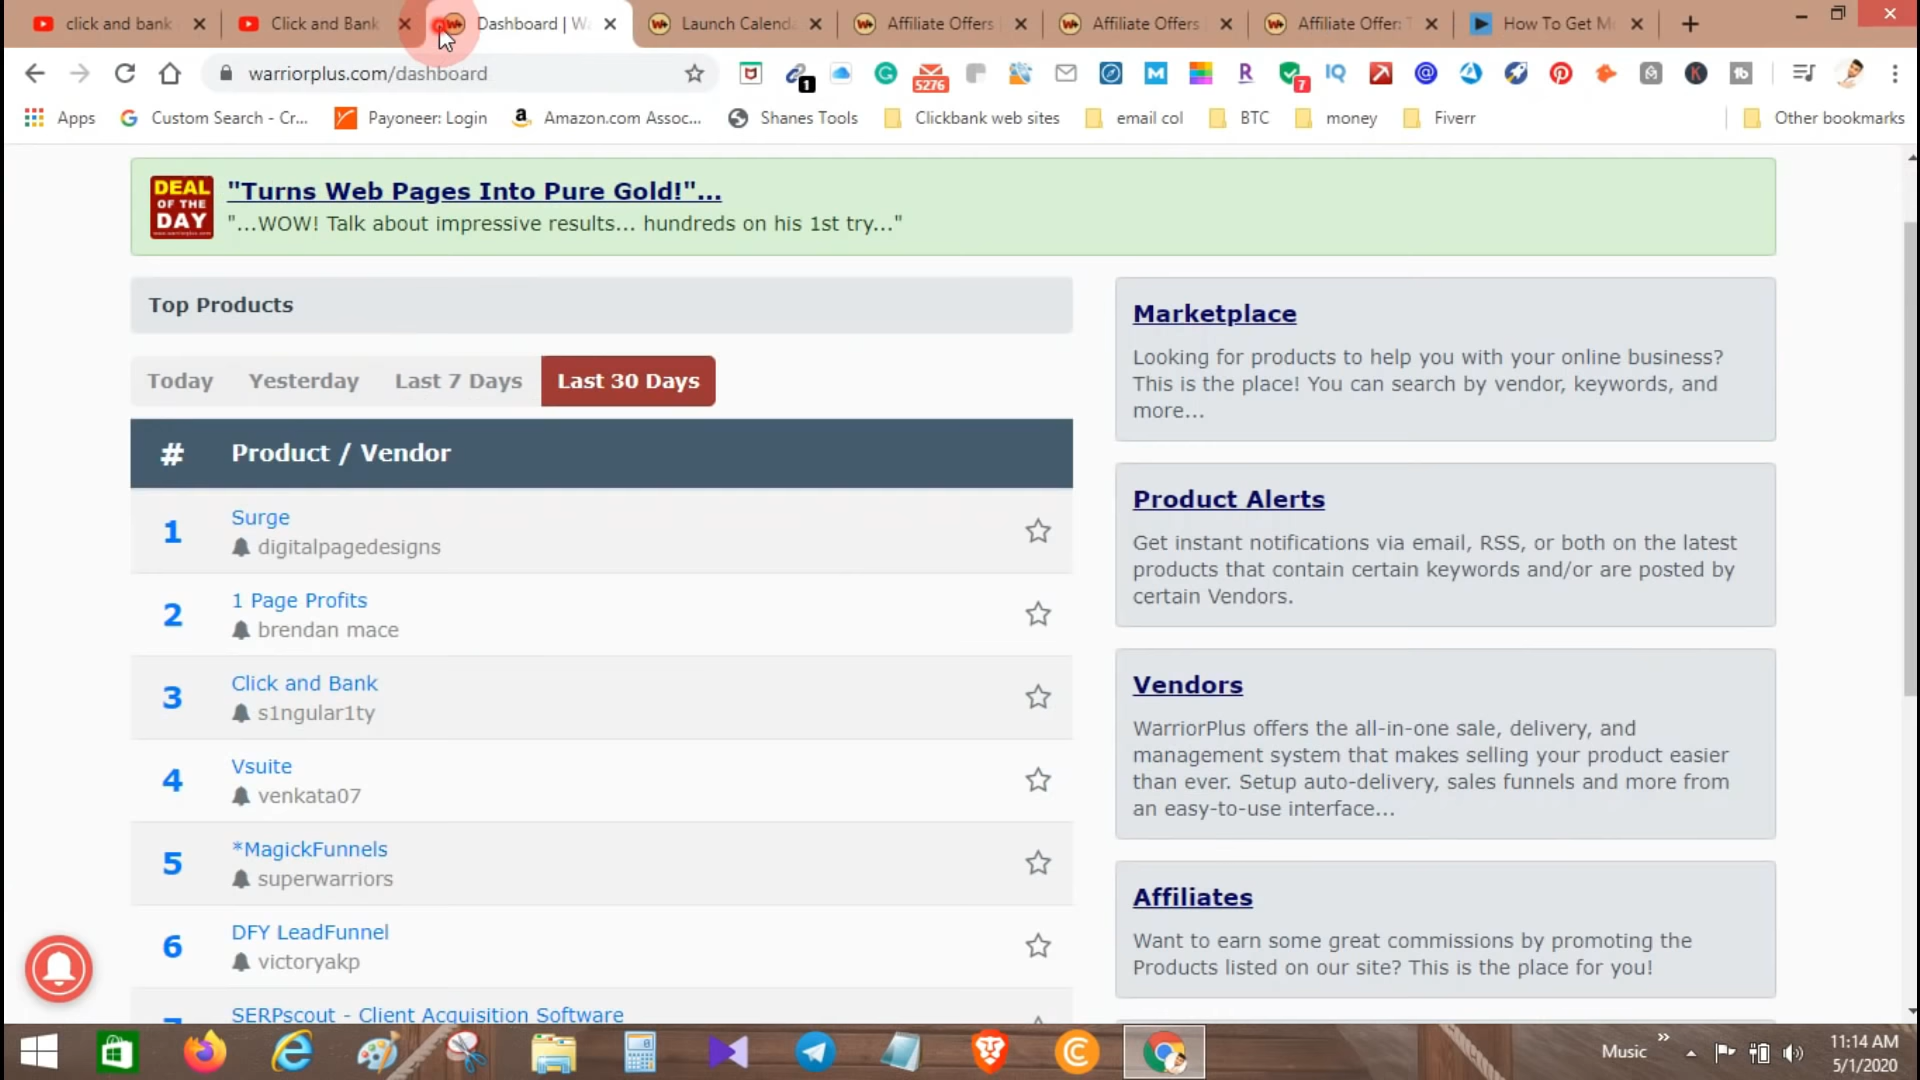 click and bank
Click and Bank
Dashboard | Wa
Launch Calenda
Affiliate Offers
Affiliate Offers
Affiliate Offer: T
How To Get Mo
warriorplus.com/dashboard
1
5276
7
IQ
Apps
Custom Search - Cr...
Payoneer: Login
Amazon.com Assoc...
Shanes Tools
Clickbank web sites
email col
BTC
money
Fiverr
Other bookmarks
DEAL
OF THE
DAY
"Turns Web Pages Into Pure Gold!"...
"...WOW! Talk about impressive results... hundreds on his 1st try..."
Top Products
Today
Yesterday
Last 7 Days
Last 30 Days
# Product / Vendor
1 Surge
digitalpagedesigns
2 1 Page Profits
brendan mace
3 Click and Bank
s1ngular1ty
4 Vsuite
venkata07
5 *MagickFunnels
superwarriors
6 DFY LeadFunnel
victoryakp
SERPscout - Client Acquisition Software
Marketplace
Looking for products to help you with your online business?
This is the place! You can search by vendor, keywords, and
more...
Product Alerts
Get instant notifications via email, RSS, or both on the latest
products that contain certain keywords and/or are posted by
certain Vendors.
Vendors
WarriorPlus offers the all-in-one sale, delivery, and
management system that makes selling your product easier
than ever. Setup auto-delivery, sales funnels and more from
an easy-to-use interface...
Affiliates
Want to earn some great commissions by promoting the
Products listed on our site? This is the place for you!
Music
11:14 AM
5/1/2020